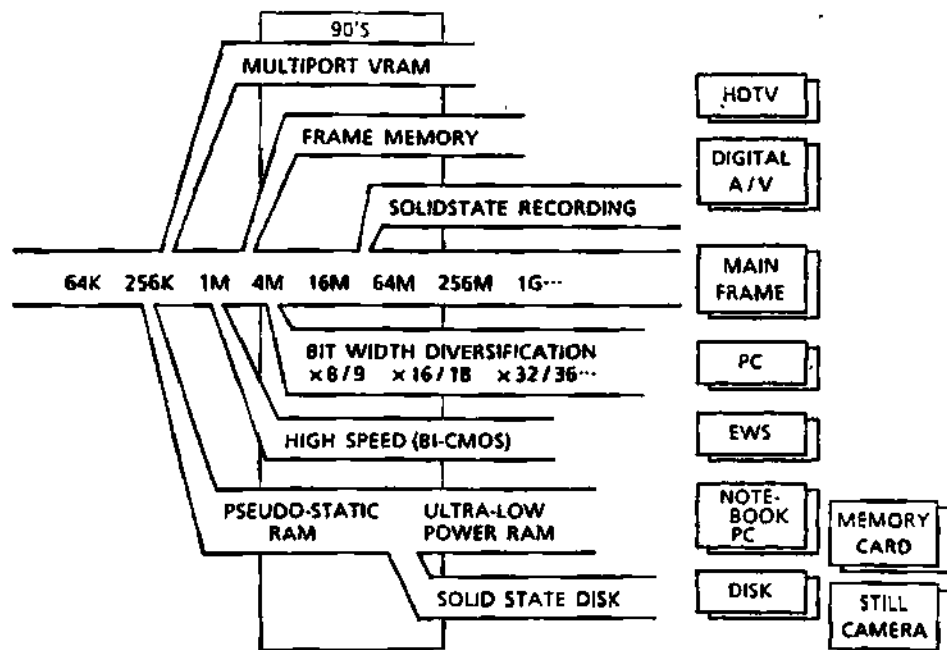 90'S
MULTIPORT VRAM
FRAME MEMORY
SOLIDSTATE RECORDING
64K 256K 1M 4M 16M 64M 256M 1G...
BIT WIDTH DIVERSIFICATION
×8/9 ×16/18 ×32/36...
HIGH SPEED (BI-CMOS)
PSEUDO-STATIC
RAM
ULTRA-LOW
POWER RAM
SOLID STATE DISK
HDTV
DIGITAL
A/V
MAIN
FRAME
PC
EWS
NOTE-
BOOK
PC
MEMORY
CARD
DISK
STILL
CAMERA